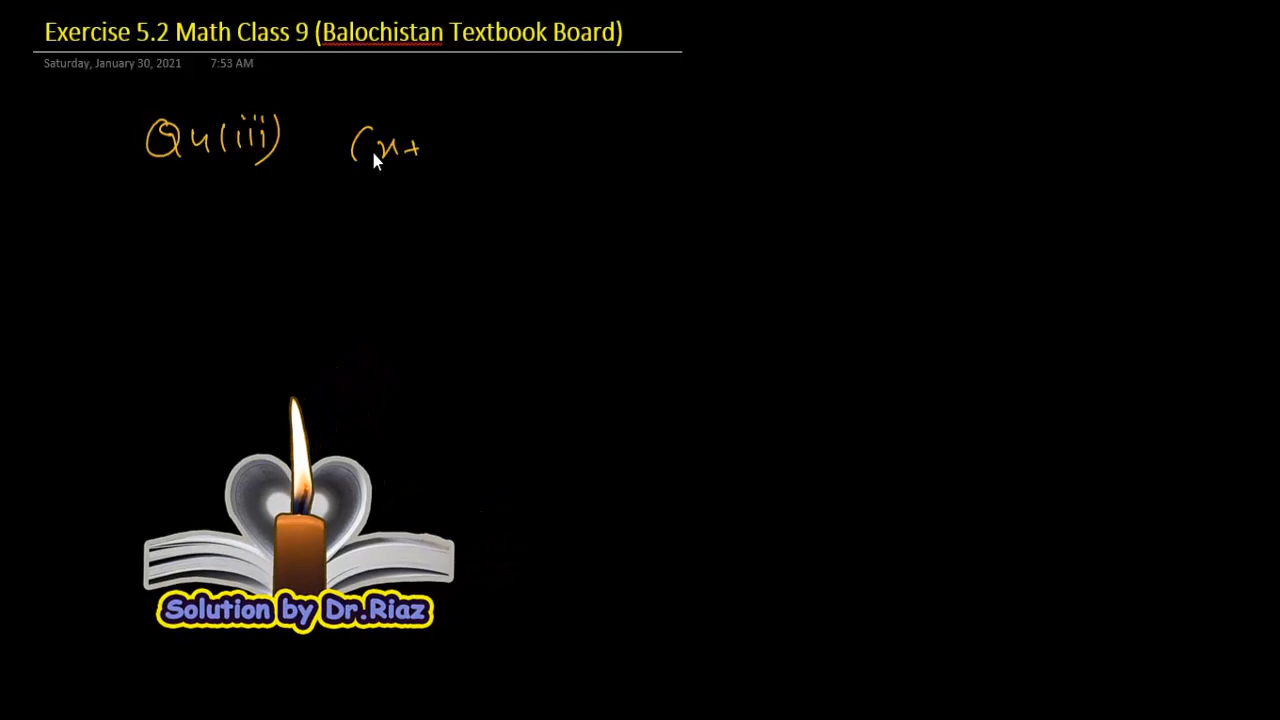 Exercise 5.2 Math Class 9 (Balochistan Textbook Board)
Saturday, January 30, 2021 7:53 AM
Q4(iii) (x+
Solution by Dr.Riaz